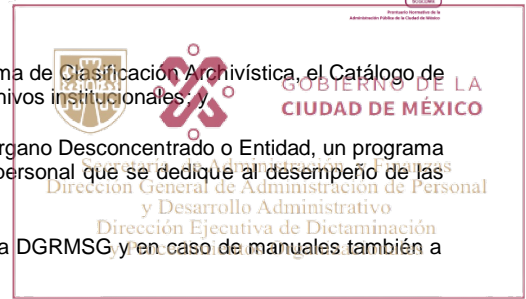 Prontuario Normativo de la
Administración Pública de la Ciudad de México
ma de Clasificación Archivística, el Catálogo de
hivos institucionales; y
GOBIERNO DE LA
CIUDAD DE MÉXICO
rgano Desconcentrado o Entidad, un programa
personal que se dedique al desempeño de las
Secretaría de Administración y Finanzas
Dirección General de Administración de Personal
y Desarrollo Administrativo
Dirección Ejecutiva de Dictaminación
a DGRMSG y en caso de manuales también a
y Procedimientos Organizacionales